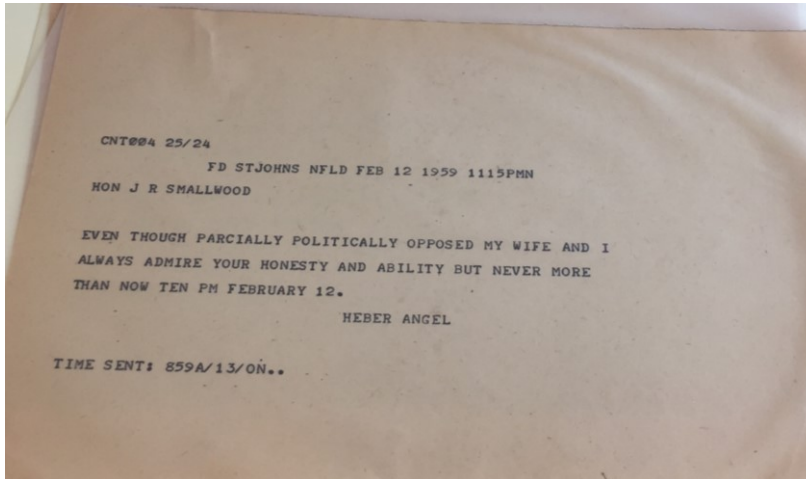 CNT004 25/24
FD STJOHNS NFLD FEB 12 1959 1115PMN
HON J R SMALLWOOD
EVEN THOUGH PARCIALLY POLITICALLY OPPOSED MY WIFE AND I
ALWAYS ADMIRE YOUR HONESTY AND ABILITY BUT NEVER MORE
THAN NOW TEN PM FEBRUARY 12.
HEBER ANGEL
TIME SENT: 859A/13/ON..